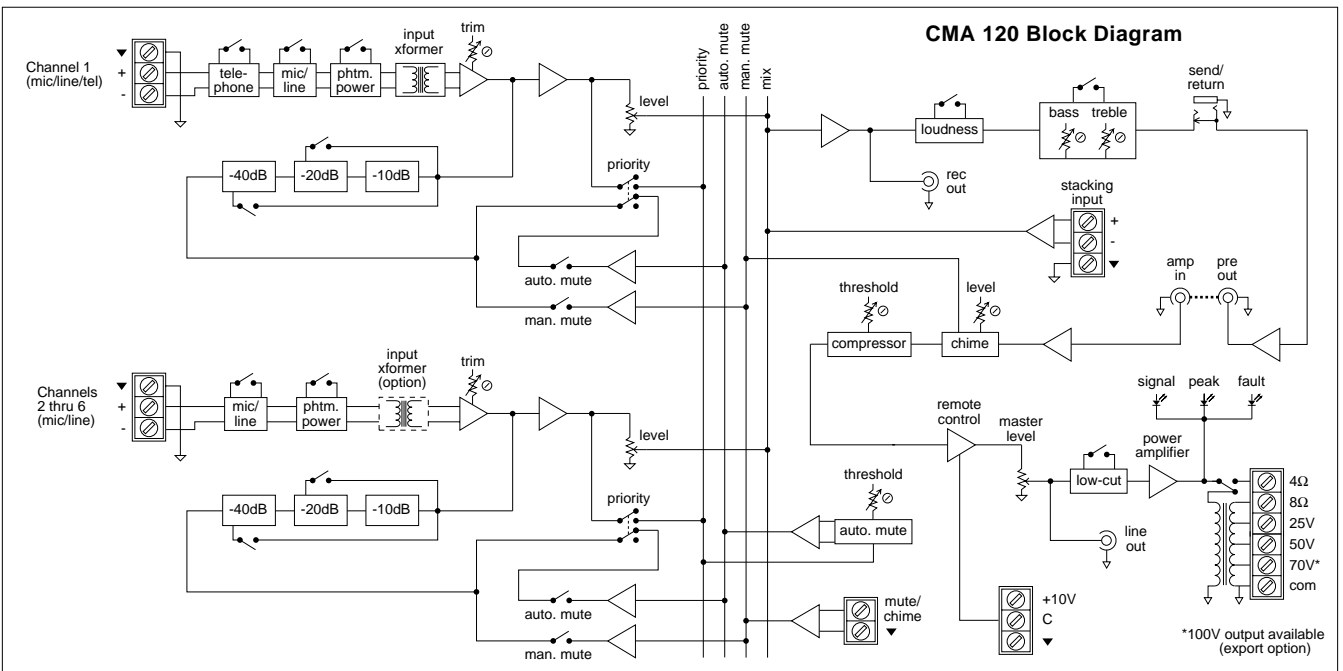 CMA 120 Block Diagram
Channel 1
(mic/line/tel)
▼
+
-
tele-
phone
mic/
line
phtm.
power
input
xformer
trim
level
-40dB
-20dB
-10dB
priority
auto. mute
man. mute
Channels
2 thru 6
(mic/line)
▼
+
-
mic/
line
phtm.
power
input
xformer
(option)
trim
level
-40dB
-20dB
-10dB
priority
auto. mute
man. mute
priority
auto. mute
man. mute
mix
loudness
bass
treble
send/
return
rec
out
stacking
input
+
-
▼
amp
in
pre
out
threshold
compressor
level
chime
remote
control
master
level
low-cut
power
amplifier
signal
peak
fault
line
out
threshold
auto. mute
mute/
chime
▼
+10V
C
▼
4Ω
8Ω
25V
50V
70V*
com
*100V output available
(export option)